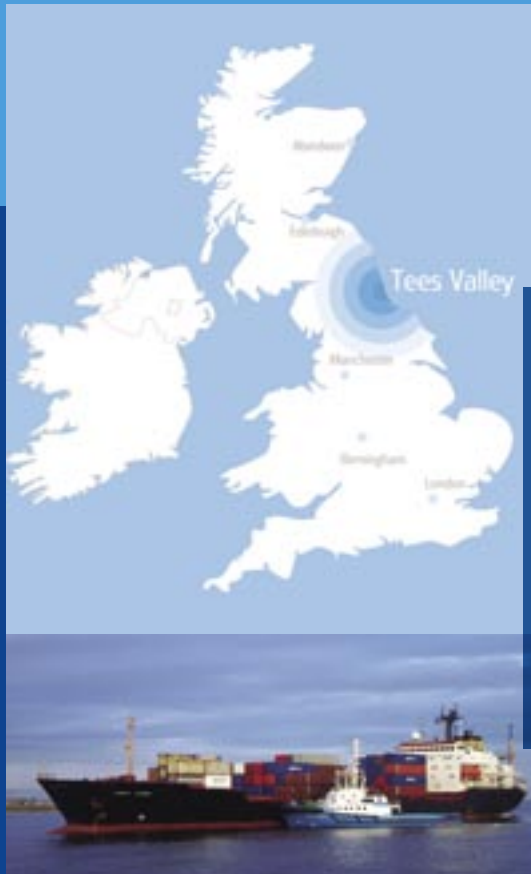 Aberdeen
Edinburgh
Tees Valley
Manchester
Birmingham
London